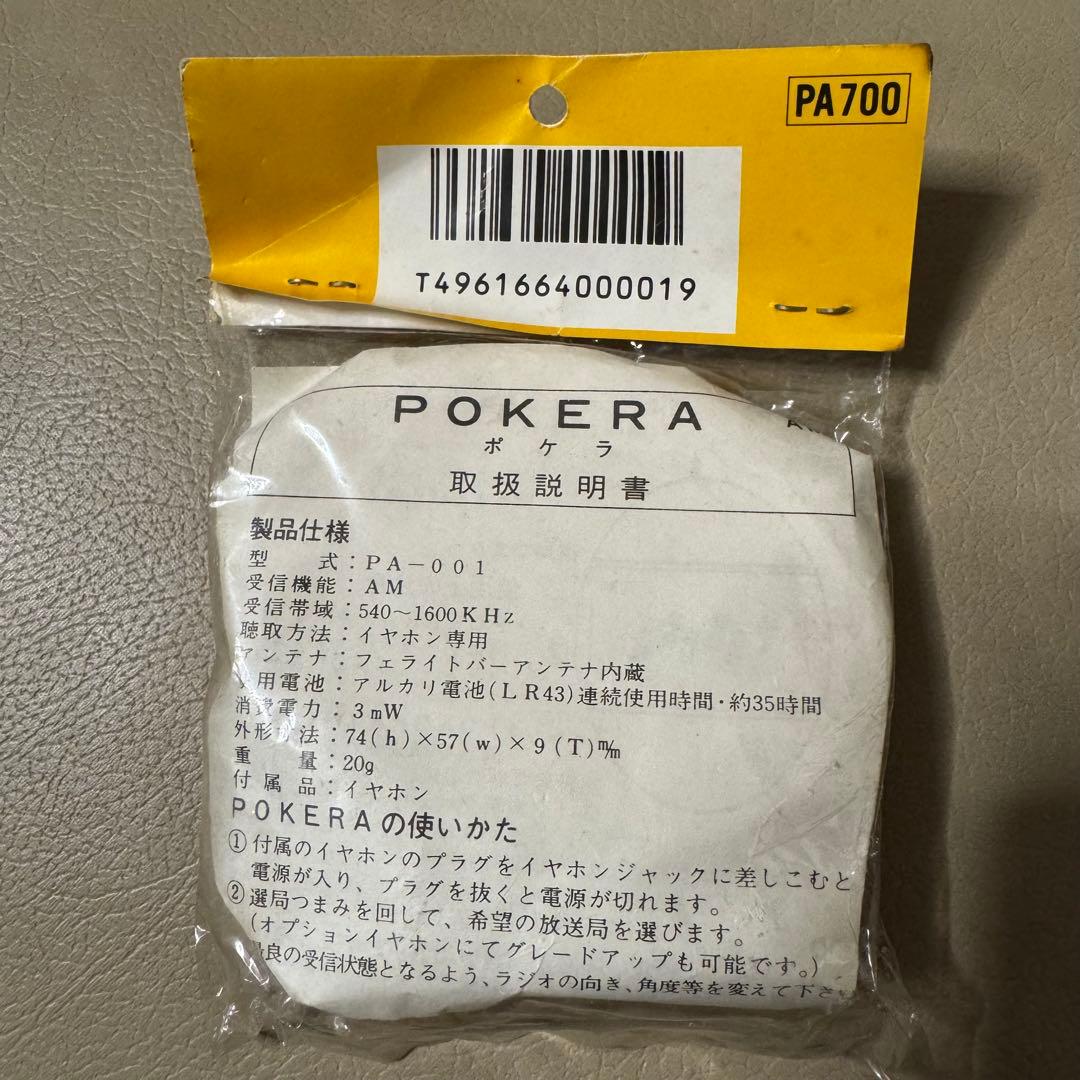 PA700
T4961664000019
POKERA
ポケラ
取扱説明書
製品仕様
型 式：PA－001
受信機能：AM
受信帯域：540～1600KHz
聴取方法：イヤホン専用
アンテナ：フェライトバーアンテナ内蔵
用電池：アルカリ電池(LR43)連続使用時間・約35時間
消費電力：3mW
外形寸法：74(h)×57(w)×9(T)㎜
重 量：20g
付属品：イヤホン
POKERAの使いかた
①付属のイヤホンのプラグをイヤホンジャックに差しこむと
電源が入り、プラグを抜くと電源が切れます。
②選局つまみを回して、希望の放送局を選びます。
(オプションイヤホンにてグレードアップも可能です。)
良の受信状態となるよう、ラジオの向き、角度等を変えて下さ